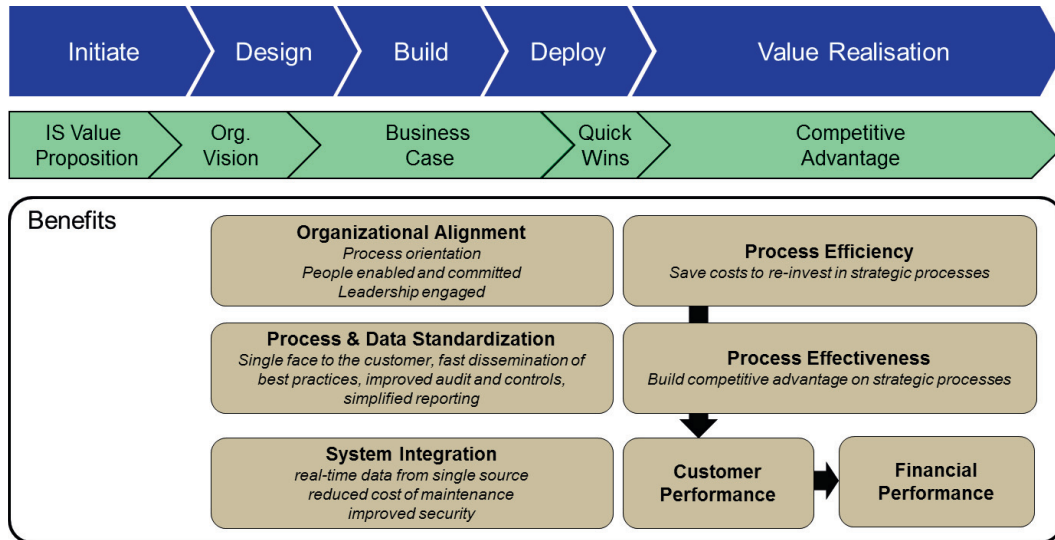 Initiate
Design
Build
Deploy
Value Realisation
IS Value
Proposition
Org.
Vision
Business
Case
Quick
Wins
Competitive
Advantage
Benefits
Organizational Alignment
Process orientation
People enabled and committed
Leadership engaged
Process Efficiency
Save costs to re-invest in strategic processes
Process & Data Standardization
Single face to the customer, fast dissemination of
best practices, improved audit and controls,
simplified reporting
Process Effectiveness
Build competitive advantage on strategic processes
System Integration
real-time data from single source
reduced cost of maintenance
improved security
Customer
Performance
Financial
Performance